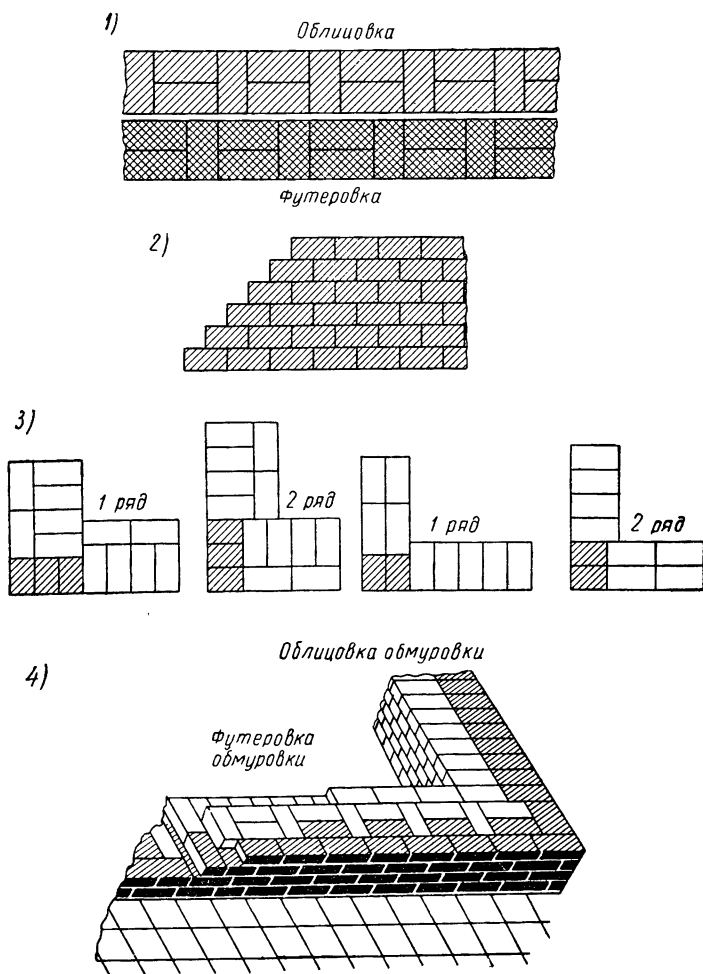 1)
Облицовка
Футеровка
2)
3)
1 ряд
2 ряд
1 ряд
2 ряд
4)
Облицовка обмуровки
Футеровка
обмуровки